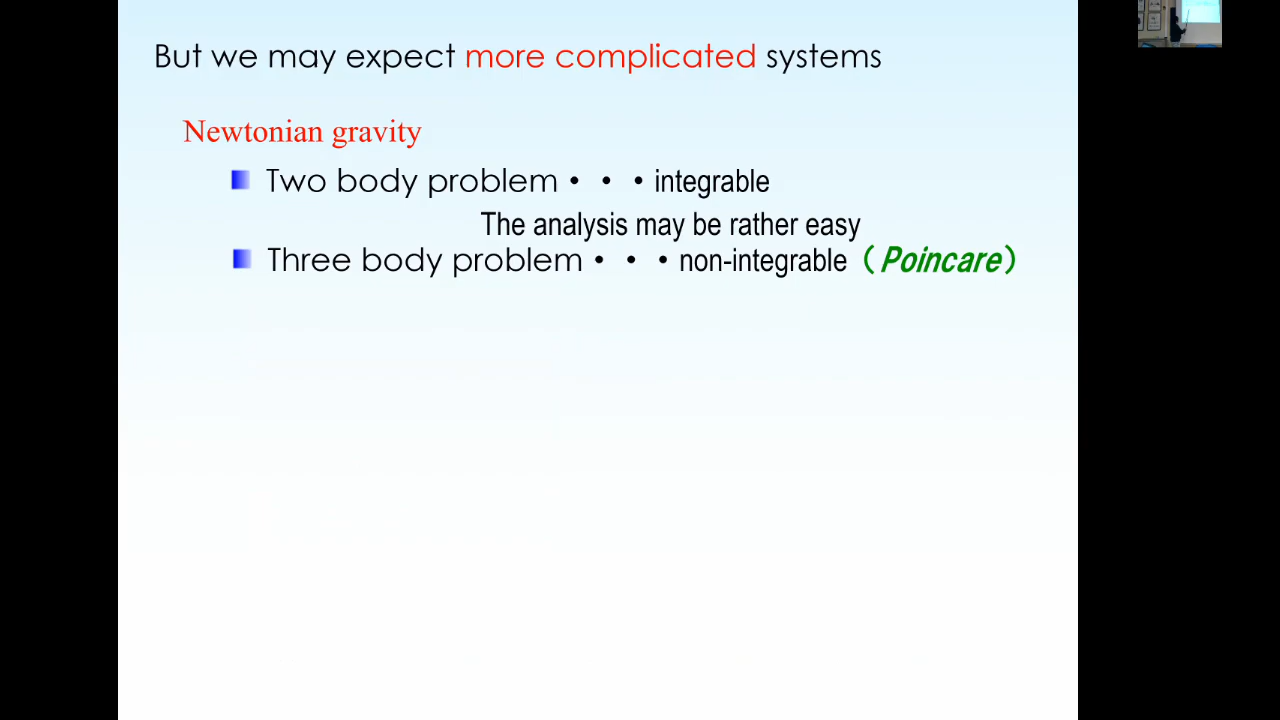 But we may expect more complicated systems
Newtonian gravity
Two body problem・・・integrable
The analysis may be rather easy
Three body problem・・・non-integrable（Poincare）